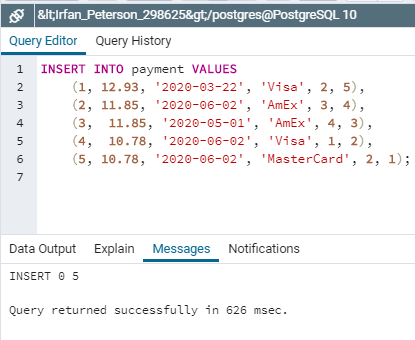 &lt;Irfan_Peterson_298625&gt;/postgres@PostgreSQL 10
Query Editor Query History
1 INSERT INTO payment VALUES
2 (1, 12.93, '2020-03-22', 'Visa', 2, 5),
3 (2, 11.85, '2020-06-02', 'AmEx', 3, 4),
4 (3,  11.85, '2020-05-01', 'AmEx', 4, 3),
5 (4,  10.78, '2020-06-02', 'Visa', 1, 2),
6 (5, 10.78, '2020-06-02', 'MasterCard', 2, 1);
7
Data Output Explain Messages Notifications
INSERT 0 5
Query returned successfully in 626 msec.